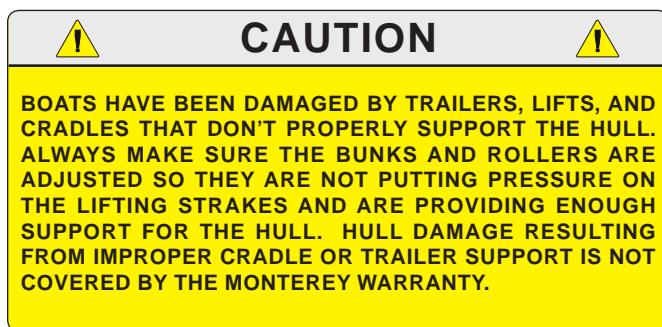 CAUTION
BOATS HAVE BEEN DAMAGED BY TRAILERS, LIFTS, AND
CRADLES THAT DON'T PROPERLY SUPPORT THE HULL.
ALWAYS MAKE SURE THE BUNKS AND ROLLERS ARE
ADJUSTED SO THEY ARE NOT PUTTING PRESSURE ON
THE LIFTING STRAKES AND ARE PROVIDING ENOUGH
SUPPORT FOR THE HULL. HULL DAMAGE RESULTING
FROM IMPROPER CRADLE OR TRAILER SUPPORT IS NOT
COVERED BY THE MONTEREY WARRANTY.